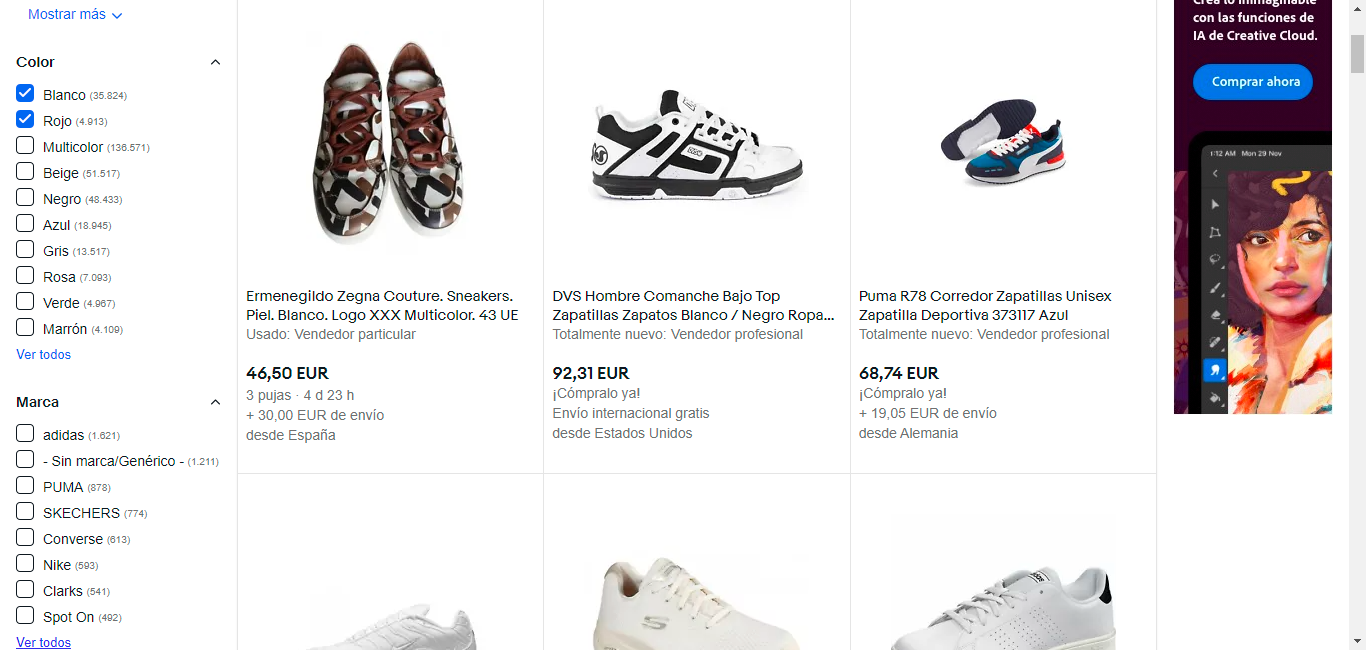 Mostrar más
Color
Blanco (35.824)
Rojo (4.913)
Multicolor (136.571)
Beige (51.517)
Negro (48.433)
Azul (18.945)
Gris (13.517)
Rosa (7.093)
Verde (4.967)
Marrón (4.109)
Ver todos
Marca
adidas (1.621)
- Sin marca/Genérico - (1.211)
PUMA (878)
SKECHERS (774)
Converse (613)
Nike (593)
Clarks (541)
Spot On (492)
Ver todos
Ermenegildo Zegna Couture. Sneakers.
Piel. Blanco. Logo XXX Multicolor. 43 UE
Usado: Vendedor particular
46,50 EUR
3 pujas · 4 d 23 h
+ 30,00 EUR de envío
desde España
DVS Hombre Comanche Bajo Top
Zapatillas Zapatos Blanco / Negro Ropa...
Totalmente nuevo: Vendedor profesional
92,31 EUR
¡Cómpralo ya!
Envío internacional gratis
desde Estados Unidos
Puma R78 Corredor Zapatillas Unisex
Zapatilla Deportiva 373117 Azul
Totalmente nuevo: Vendedor profesional
68,74 EUR
¡Cómpralo ya!
+ 19,05 EUR de envío
desde Alemania
Crea lo inimaginable
con las funciones de
IA de Creative Cloud.
Comprar ahora
1:12 AM Mon 29 Nov